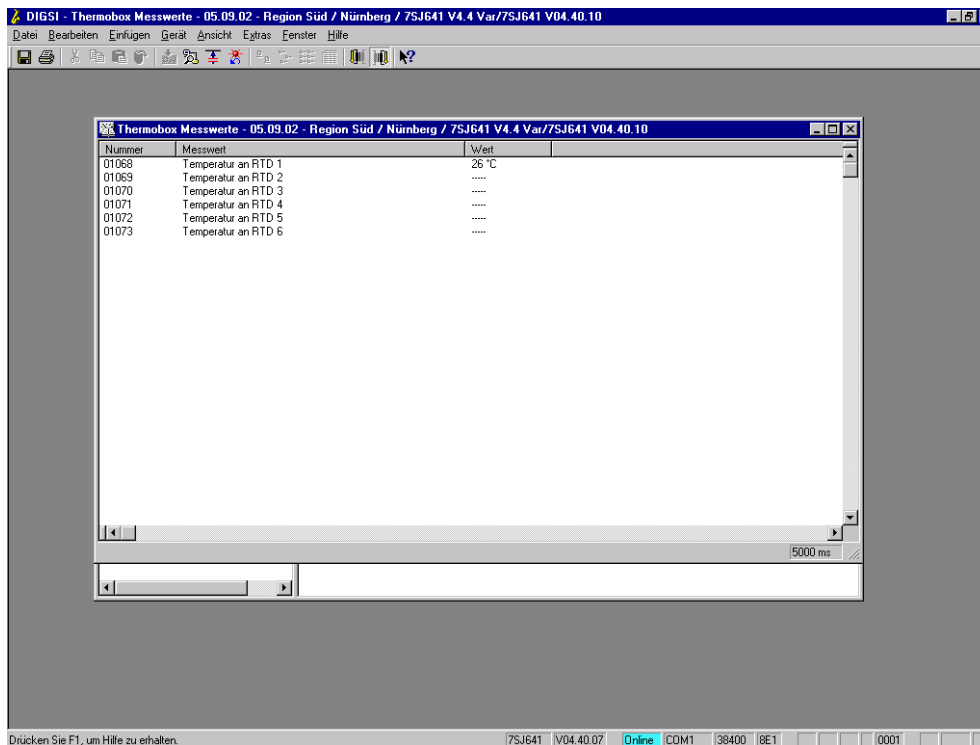 DIGSI - Thermobox Messwerte - 05.09.02 - Region Süd / Nürnberg / 7SJ641 V4.4 Var/7SJ641 V04.40.10
Datei Bearbeiten Einfügen Gerät Ansicht Extras Fenster Hilfe
Thermobox Messwerte - 05.09.02 - Region Süd / Nürnberg / 7SJ641 V4.4 Var/7SJ641 V04.40.10
Nummer Messwert Wert
01068 Temperatur an RTD 1 26 °C
01069 Temperatur an RTD 2 -----
01070 Temperatur an RTD 3 -----
01071 Temperatur an RTD 4 -----
01072 Temperatur an RTD 5 -----
01073 Temperatur an RTD 6 -----
5000 ms
Drücken Sie F1, um Hilfe zu erhalten. 7SJ641 V04.40.07 Online COM1 38400 8E1 0001